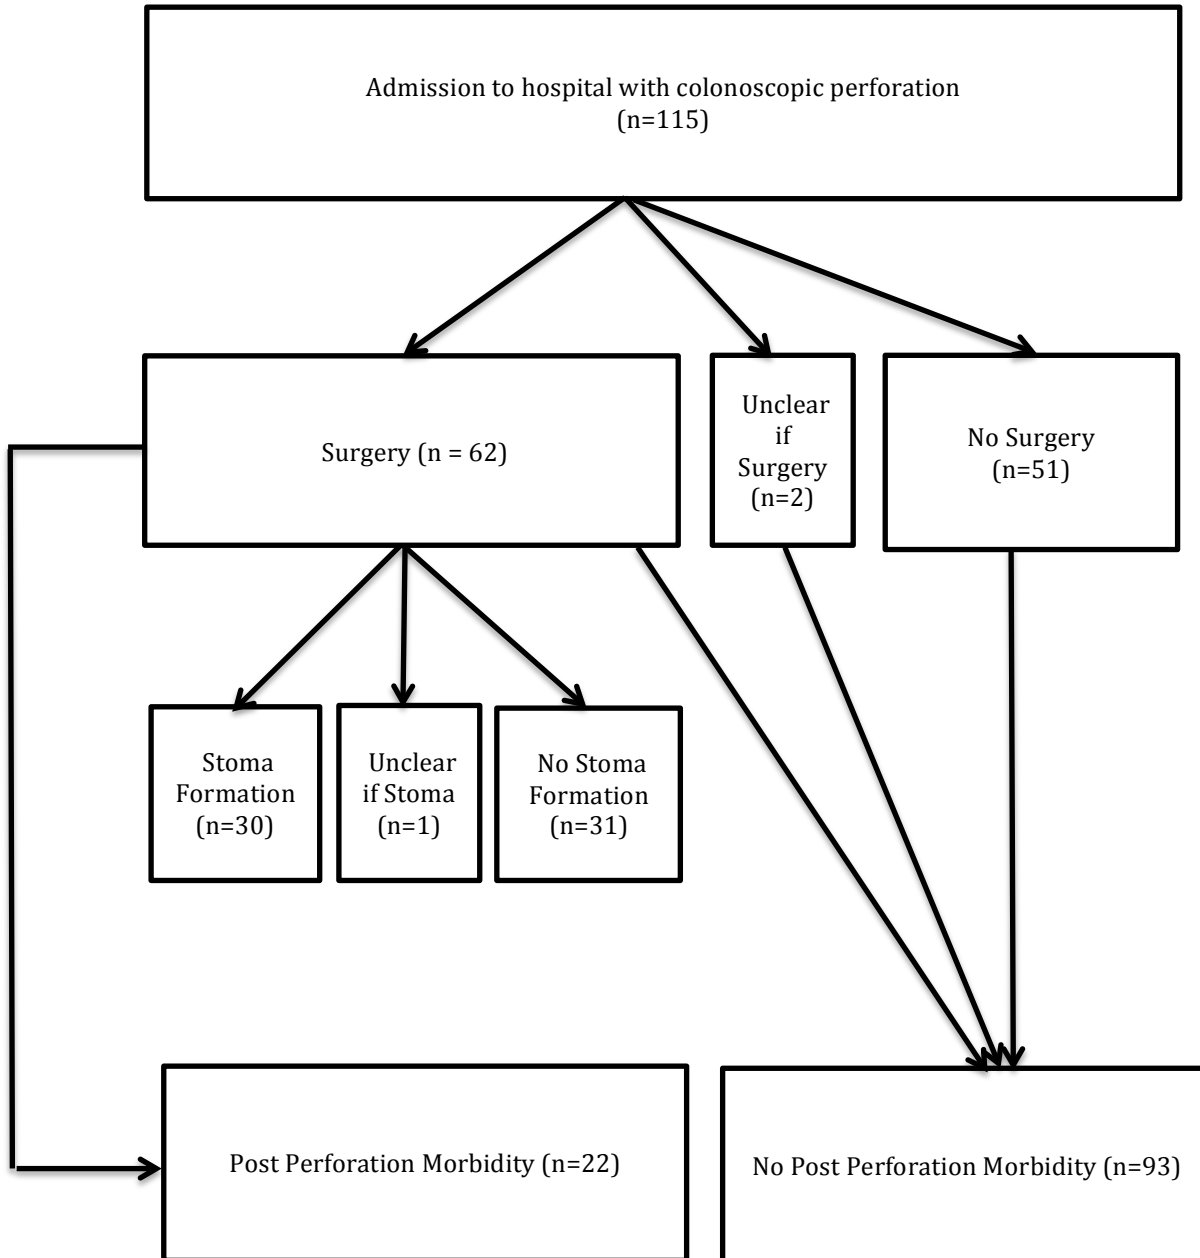 Admission to hospital with colonoscopic perforation
(n=115)
Surgery (n = 62)
Unclear
if
Surgery
(n=2)
No Surgery
(n=51)
Stoma
Formation
(n=30)
Unclear
if Stoma
(n=1)
No Stoma
Formation
(n=31)
Post Perforation Morbidity (n=22)
No Post Perforation Morbidity (n=93)